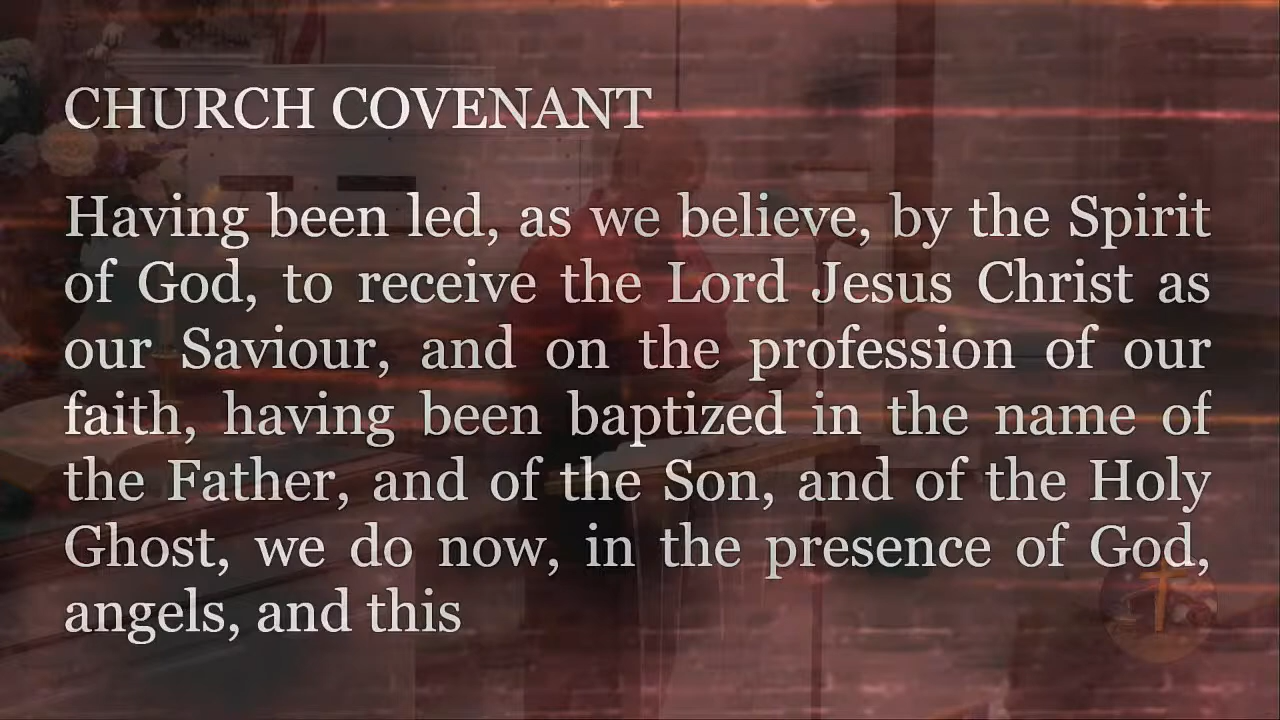 CHURCH COVENANT
Having been led, as we believe, by the Spirit
of God, to receive the Lord Jesus Christ as
our Saviour, and on the profession of our
faith, having been baptized in the name of
the Father, and of the Son, and of the Holy
Ghost, we do now, in the presence of God,
angels, and this